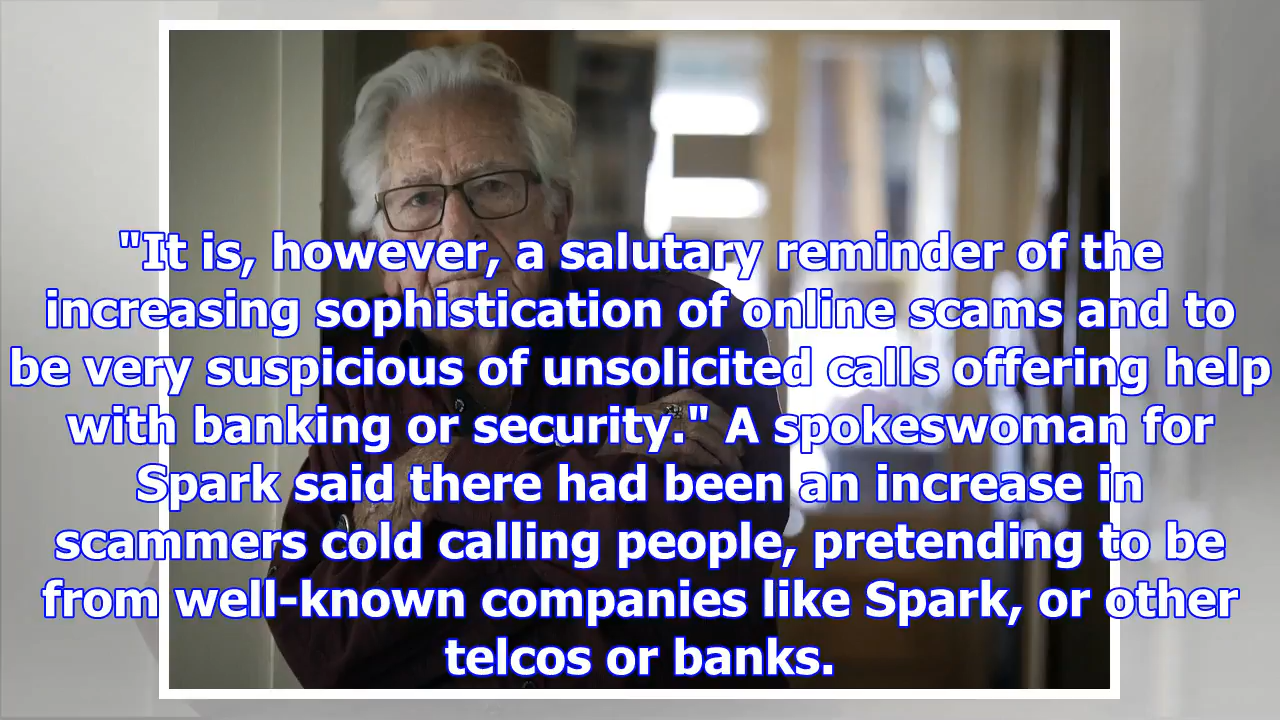 "It is, however, a salutary reminder of the
increasing sophistication of online scams and to
be very suspicious of unsolicited calls offering help
with banking or security." A spokeswoman for
Spark said there had been an increase in
scammers cold calling people, pretending to be
from well-known companies like Spark, or other
telcos or banks.